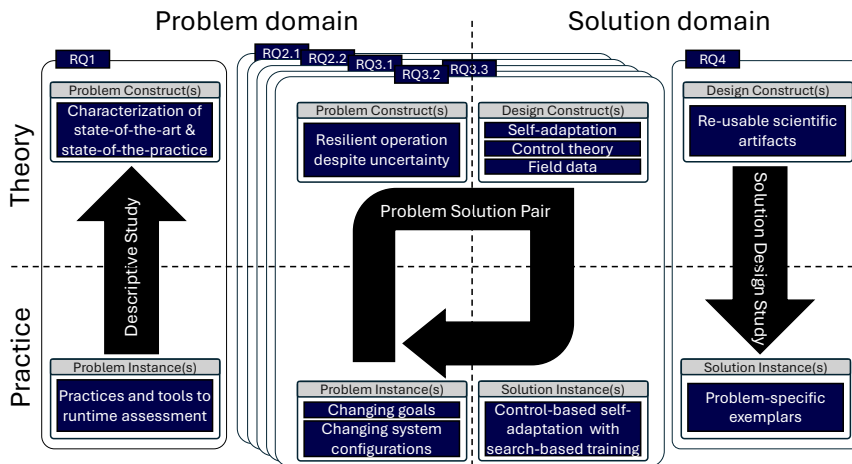 Problem domain
Solution domain
RQ1
RQ2.1
RQ2.2
RQ3.1
RQ3.2
RQ3.3
RQ4
Theory
Practice
Problem Construct(s)
Characterization of
state-of-the-art &
state-of-the-practice
Descriptive Study
Problem Instance(s)
Practices and tools to
runtime assessment
Problem Construct(s)
Resilient operation
despite uncertainty
Design Construct(s)
Self-adaptation
Control theory
Field data
Problem Solution Pair
Problem Instance(s)
Changing goals
Changing system
configurations
Solution Instance(s)
Control-based self-
adaptation with
search-based training
Design Construct(s)
Re-usable scientific
artifacts
Solution Design Study
Solution Instance(s)
Problem-specific
exemplars